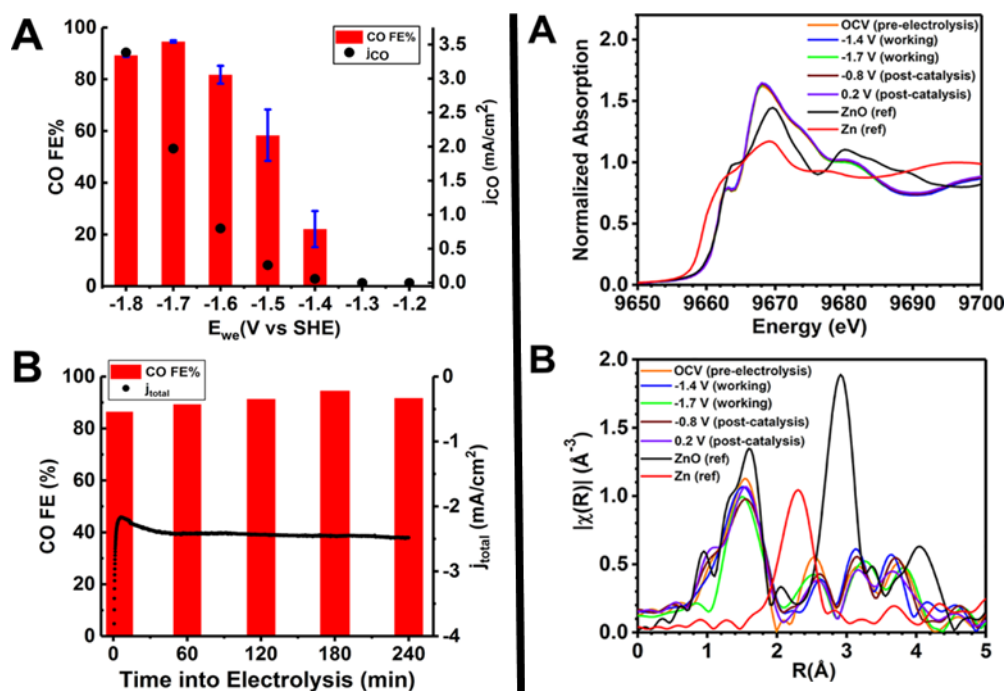 A
CO FE%
jCO
100
80
60
40
20
0
3.5
3.0
2.5
2.0
1.5
1.0
0.5
0.0
CO FE%
jCO (mA/cm²)
-1.8 -1.7 -1.6 -1.5 -1.4 -1.3 -1.2
Ewe(V vs SHE)
B
CO FE%
jtotal
100
80
60
40
20
0
0
-1
-2
-3
-4
CO FE (%)
jtotal (mA/cm²)
0 60 120 180 240
Time into Electrolysis (min)
A
OCV (pre-electrolysis)
-1.4 V (working)
-1.7 V (working)
-0.8 V (post-catalysis)
0.2 V (post-catalysis)
ZnO (ref)
Zn (ref)
2.0
1.5
1.0
0.5
0.0
Normalized Absorption
9650 9660 9670 9680 9690 9700
Energy (eV)
B
OCV (pre-electrolysis)
-1.4 V (working)
-1.7 V (working)
-0.8 V (post-catalysis)
0.2 V (post-catalysis)
ZnO (ref)
Zn (ref)
2.0
1.5
1.0
0.5
0.0
|χ(R)| (Å⁻³)
0 1 2 3 4 5
R(Å)